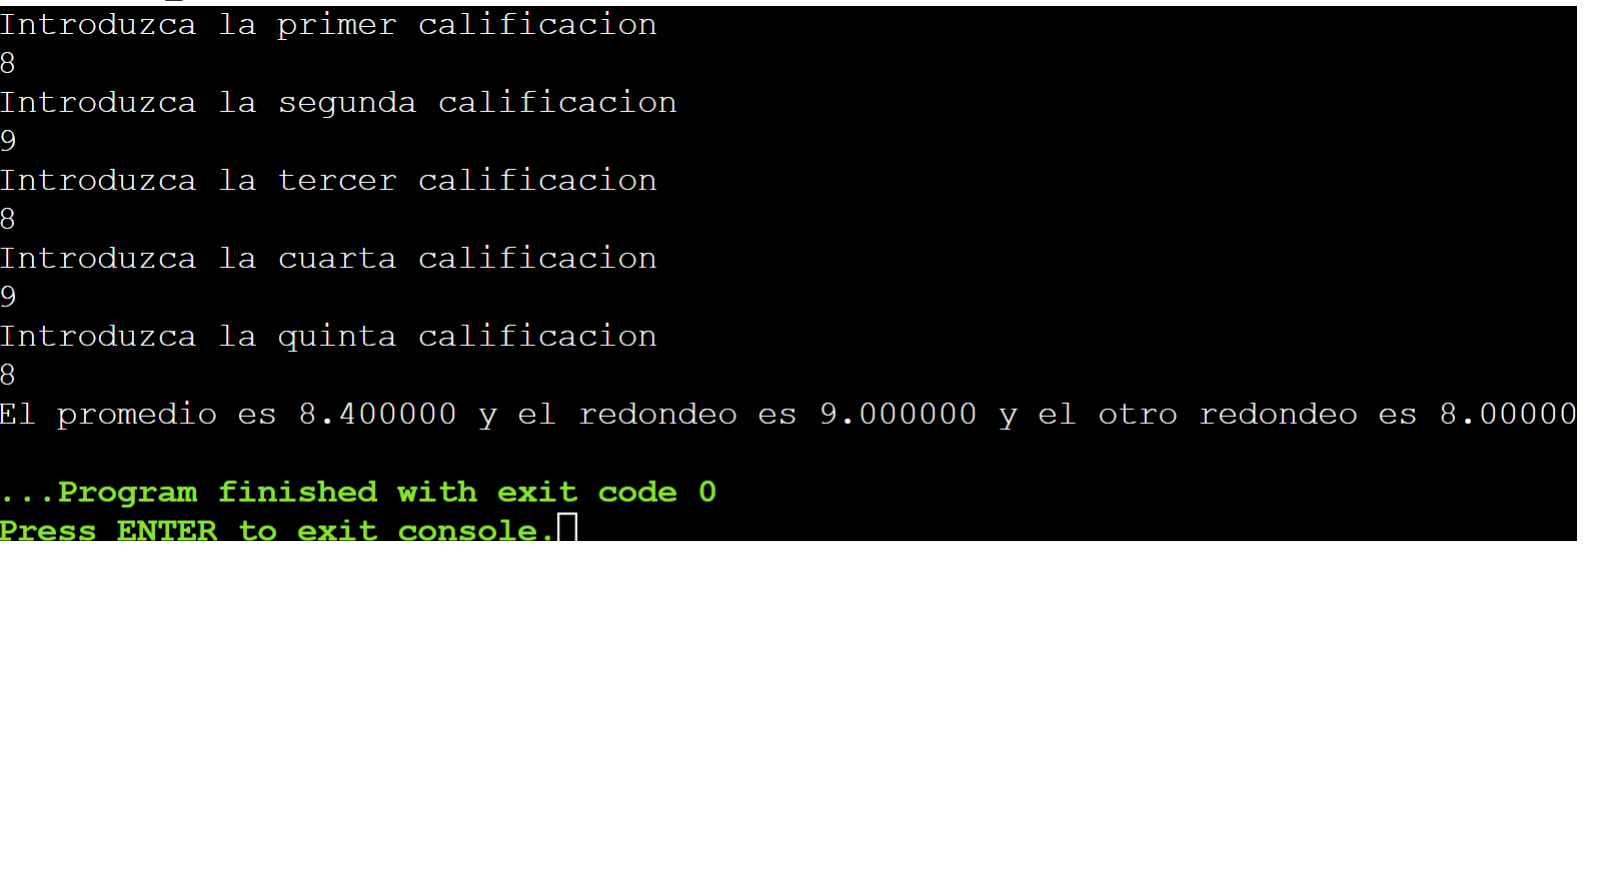 Introduzca la primer calificacion
8
Introduzca la segunda calificacion
9
Introduzca la tercer calificacion
8
Introduzca la cuarta calificacion
9
Introduzca la quinta calificacion
8
El promedio es 8.400000 y el redondeo es 9.000000 y el otro redondeo es 8.00000
...Program finished with exit code 0
Press ENTER to exit console.